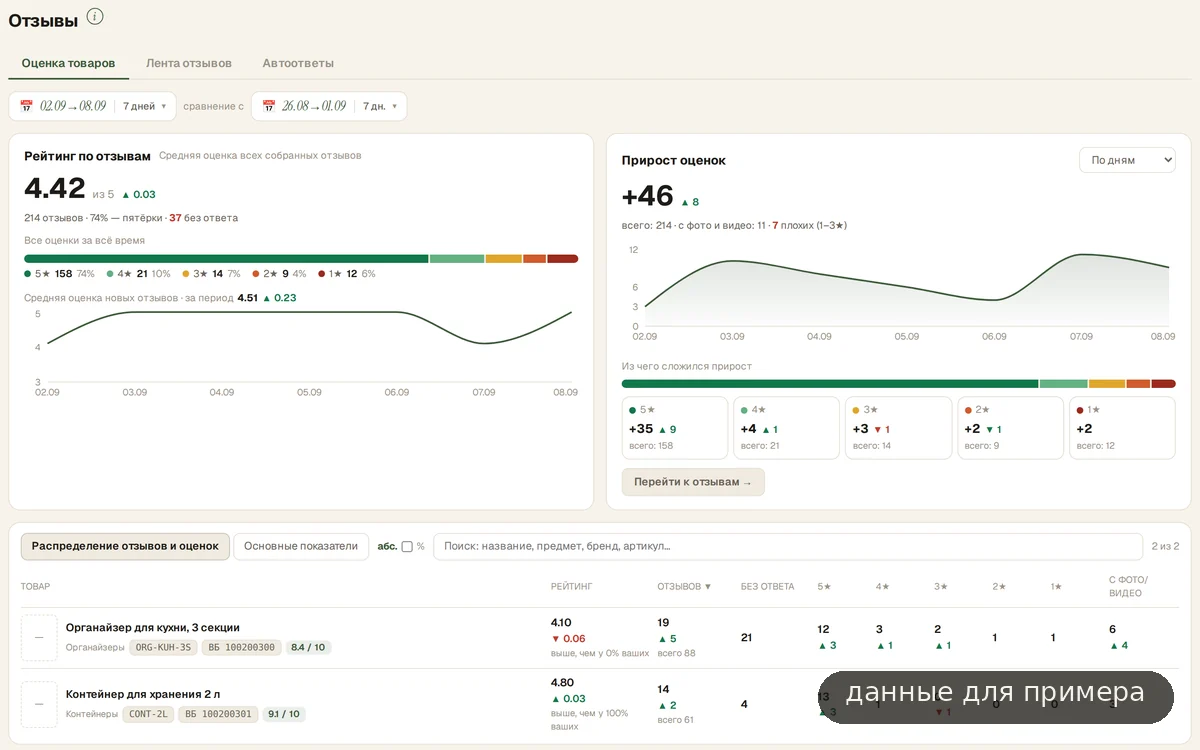 Отзывы i
Оценка товаров Лента отзывов Автоответы
02.09→08.09 7 дней ▾ сравнение с 26.08→01.09 7 дн. ▾
Рейтинг по отзывам Средняя оценка всех собранных отзывов
4.42 из 5 ▲ 0.03
214 отзывов · 74% — пятёрки · 37 без ответа
Все оценки за всё время
5★ 158 74% 4★ 21 10% 3★ 14 7% 2★ 9 4% 1★ 12 6%
Средняя оценка новых отзывов · за период 4.51 ▲ 0.23
5
4
3
02.09 03.09 04.09 05.09 06.09 07.09 08.09
Прирост оценок По дням
+46 ▲ 8
всего: 214 · с фото и видео: 11 · 7 плохих (1–3★)
12
6
3
0
02.09 03.09 04.09 05.09 06.09 07.09 08.09
Из чего сложился прирост
5★ 4★ 3★ 2★ 1★
+35 ▲ 9 +4 ▲ 1 +3 ▼ 1 +2 ▼ 1 +2
всего: 158 всего: 21 всего: 14 всего: 9 всего: 12
Перейти к отзывам →
Распределение отзывов и оценок Основные показатели абс. % Поиск: название, предмет, бренд, артикул… 2 из 2
ТОВАР РЕЙТИНГ ОТЗЫВОВ ▼ БЕЗ ОТВЕТА 5★ 4★ 3★ 2★ 1★ С ФОТО/
ВИДЕО
Органайзер для кухни, 3 секции 4.10 19 21 12 3 2 1 1 6
Органайзеры ORG-KUH-3S ВБ 100200300 8.4 / 10 ▼ 0.06 ▲ 5 ▲ 3 ▲ 1 ▲ 1 ▲ 4
выше, чем у 0% ваших всего 88
Контейнер для хранения 2 л 4.80 14 4 13
Контейнеры CONT-2L ВБ 100200301 9.1 / 10 ▲ 0.03 ▲ 2 ▲ 3 ▼ 1
выше, чем у 100% всего 61
ваших
данные для примера